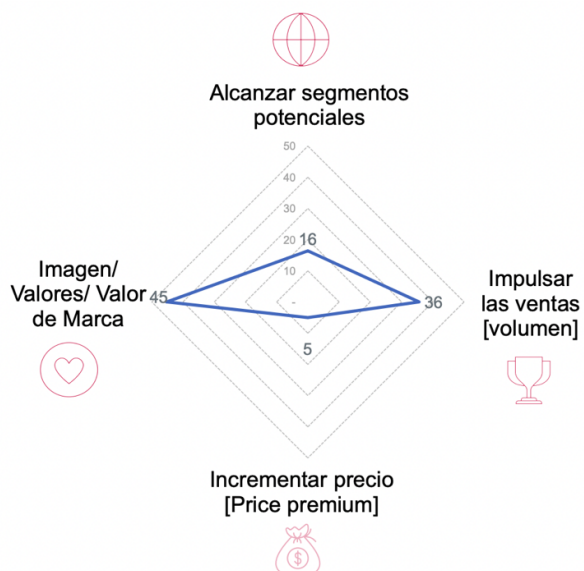 Alcanzar segmentos
potenciales
50
40
30
20
16
10
-
Imagen/
Valores/ Valor
de Marca
45
36
Impulsar
las ventas
[volumen]
5
Incrementar precio
[Price premium]
$